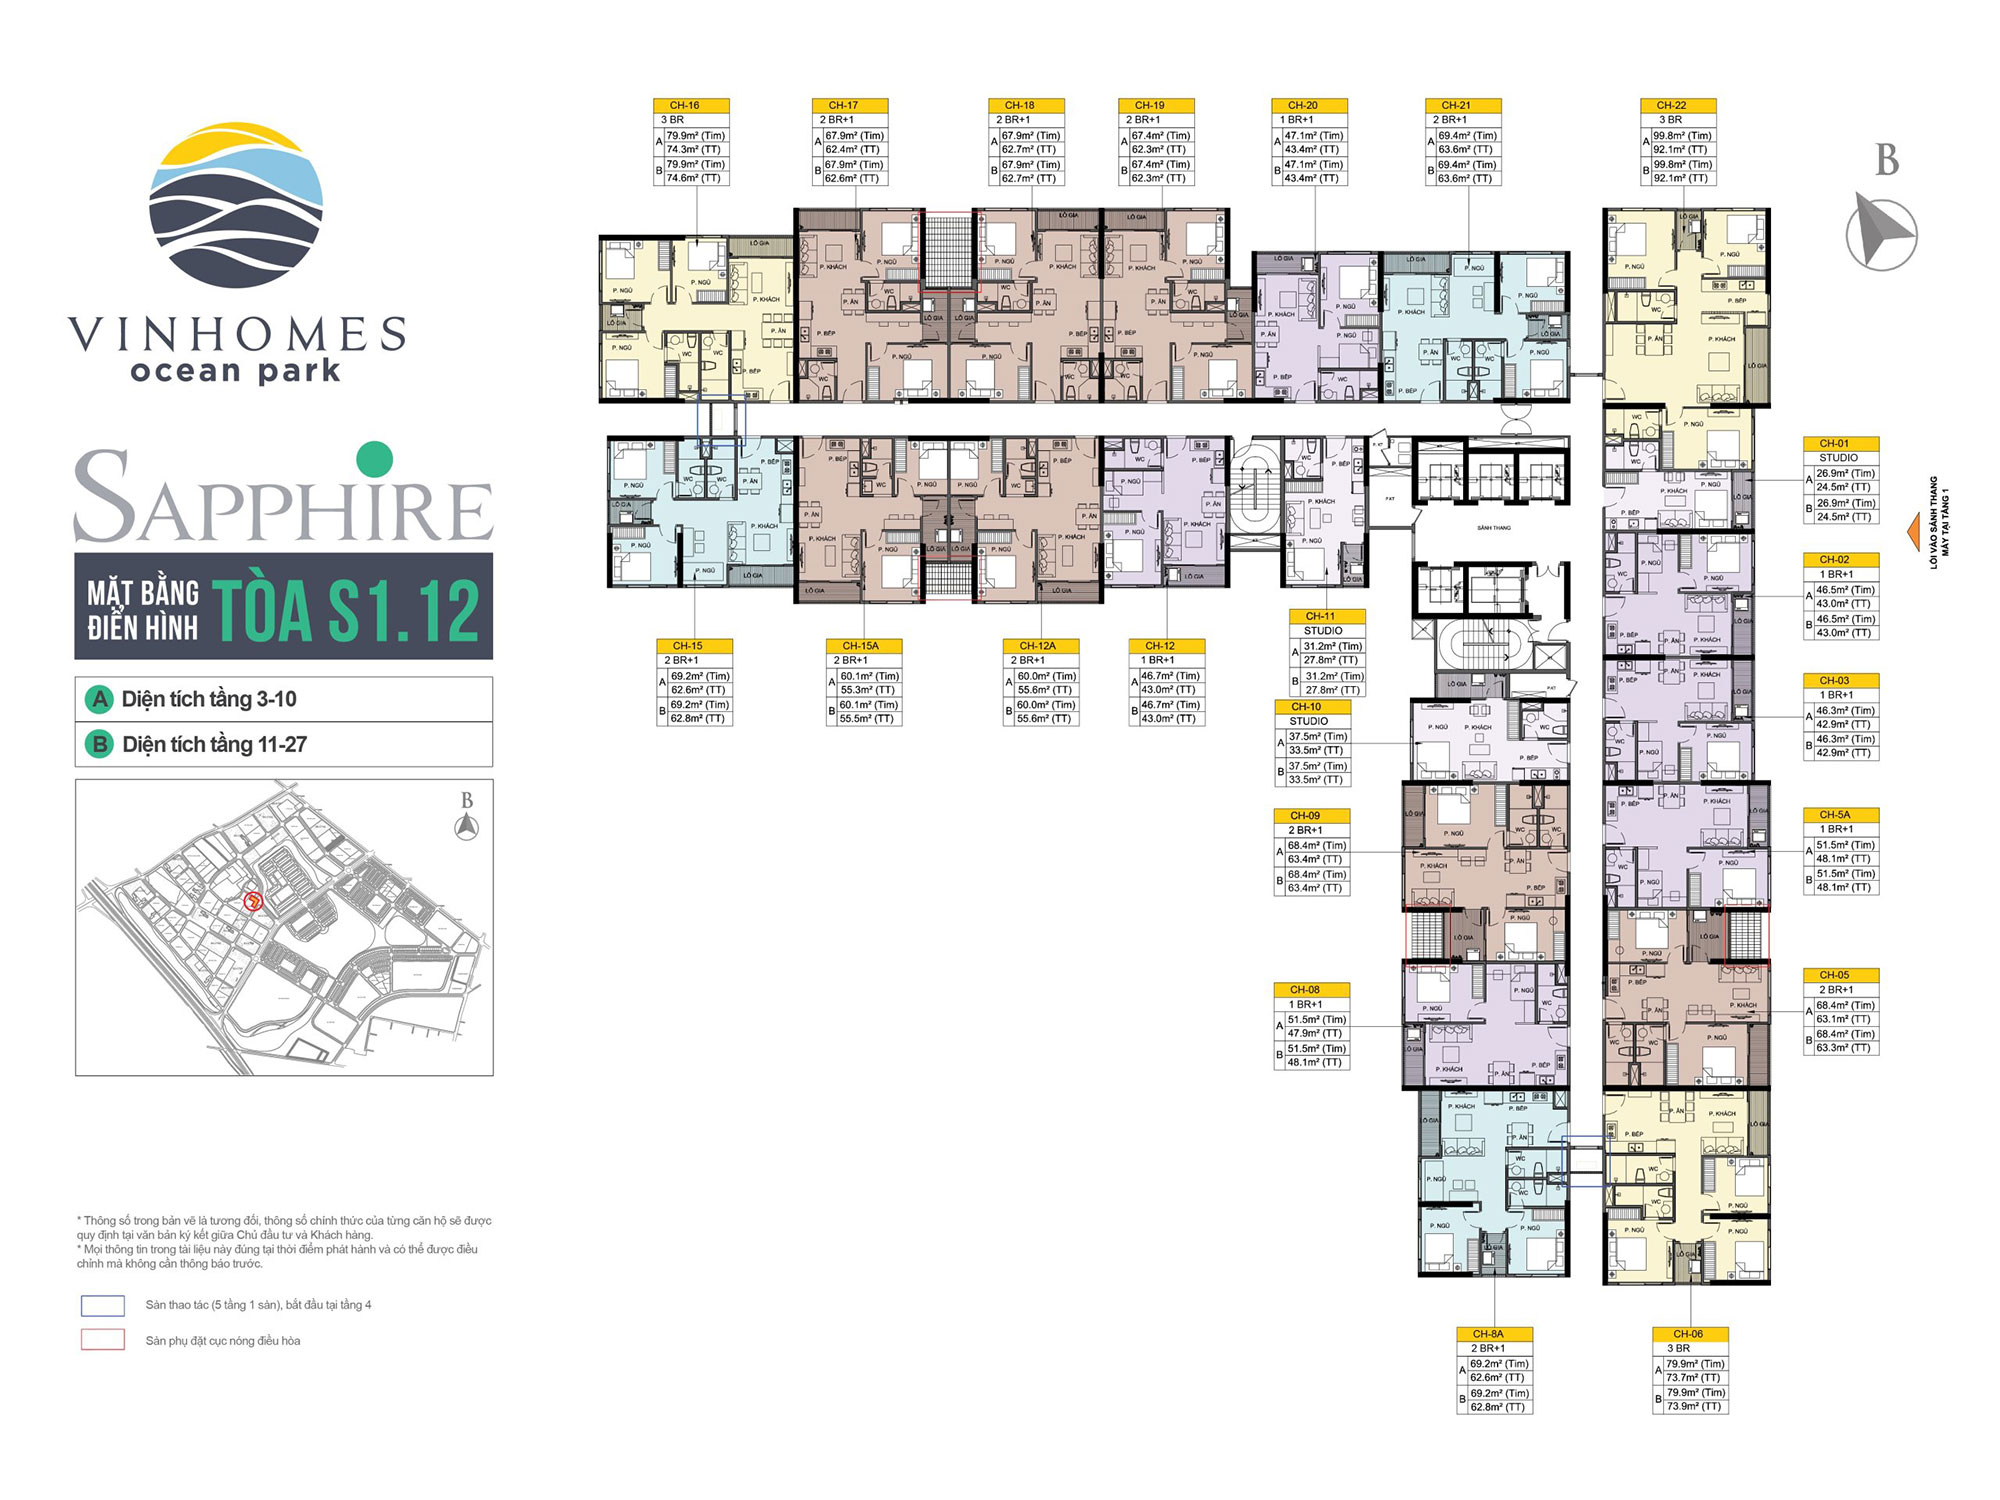 VINHOMES
ocean park
SAPPHIRE
MẶT BẰNG
ĐIỂN HÌNH
TÒA S1.12
A Diện tích tầng 3-10
B Diện tích tầng 11-27
B
* Thông số trong bản vẽ là tương đối, thông số chính thức của từng căn hộ sẽ được
quy định tại văn bản ký kết giữa Chủ đầu tư và Khách hàng.
* Mọi thông tin trong tài liệu này đúng tại thời điểm phát hành và có thể được điều
chỉnh mà không cần thông báo trước.
Sàn thao tác (5 tầng 1 sàn), bắt đầu tại tầng 4
Sàn phụ đặt cục nóng điều hòa
CH-16
3 BR
A 79.9m² (Tim)
74.3m² (TT)
B 79.9m² (Tim)
74.6m² (TT)
CH-17
2 BR+1
A 67.9m² (Tim)
62.4m² (TT)
B 67.9m² (Tim)
62.6m² (TT)
CH-18
2 BR+1
A 67.9m² (Tim)
62.7m² (TT)
B 67.9m² (Tim)
62.7m² (TT)
CH-19
2 BR+1
A 67.4m² (Tim)
62.3m² (TT)
B 67.4m² (Tim)
62.3m² (TT)
CH-20
1 BR+1
A 47.1m² (Tim)
43.4m² (TT)
B 47.1m² (Tim)
43.4m² (TT)
CH-21
2 BR+1
A 69.4m² (Tim)
63.6m² (TT)
B 69.4m² (Tim)
63.6m² (TT)
CH-22
3 BR
A 99.8m² (Tim)
92.1m² (TT)
B 99.8m² (Tim)
92.1m² (TT)
B
CH-01
STUDIO
A 26.9m² (Tim)
24.5m² (TT)
B 26.9m² (Tim)
24.5m² (TT)
LỐI VÀO SẢNH THANG
MÁY TẠI TẦNG 1
CH-02
1 BR+1
A 46.5m² (Tim)
43.0m² (TT)
B 46.5m² (Tim)
43.0m² (TT)
CH-03
1 BR+1
A 46.3m² (Tim)
42.9m² (TT)
B 46.3m² (Tim)
42.9m² (TT)
CH-5A
1 BR+1
A 51.5m² (Tim)
48.1m² (TT)
B 51.5m² (Tim)
48.1m² (TT)
CH-05
2 BR+1
A 68.4m² (Tim)
63.1m² (TT)
B 68.4m² (Tim)
63.3m² (TT)
CH-15
2 BR+1
A 69.2m² (Tim)
62.6m² (TT)
B 69.2m² (Tim)
62.8m² (TT)
CH-15A
2 BR+1
A 60.1m² (Tim)
55.3m² (TT)
B 60.1m² (Tim)
55.5m² (TT)
CH-12A
2 BR+1
A 60.0m² (Tim)
55.6m² (TT)
B 60.0m² (Tim)
55.6m² (TT)
CH-12
1 BR+1
A 46.7m² (Tim)
43.0m² (TT)
B 46.7m² (Tim)
43.0m² (TT)
CH-11
STUDIO
A 31.2m² (Tim)
27.8m² (TT)
B 31.2m² (Tim)
27.8m² (TT)
CH-10
STUDIO
A 37.5m² (Tim)
33.5m² (TT)
B 37.5m² (Tim)
33.5m² (TT)
CH-09
2 BR+1
A 68.4m² (Tim)
63.4m² (TT)
B 68.4m² (Tim)
63.4m² (TT)
CH-08
1 BR+1
A 51.5m² (Tim)
47.9m² (TT)
B 51.5m² (Tim)
48.1m² (TT)
CH-8A
2 BR+1
A 69.2m² (Tim)
62.6m² (TT)
B 69.2m² (Tim)
62.8m² (TT)
CH-06
3 BR
A 79.9m² (Tim)
73.7m² (TT)
B 79.9m² (Tim)
73.9m² (TT)
SẢNH THANG
P. NGỦ
P. KHÁCH
P. ĂN
P. BẾP
LÔ GIA
WC